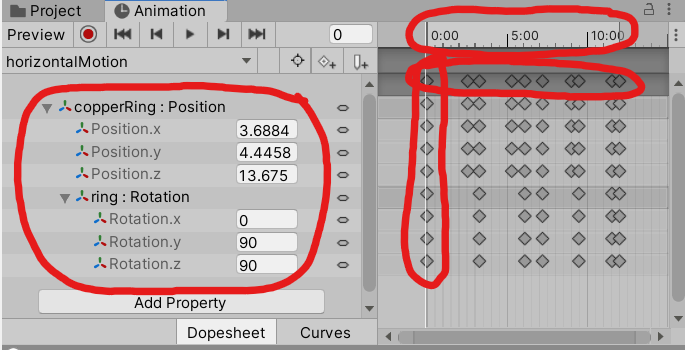 Project Animation
Preview 0 0:00 5:00 10:00
horizontalMotion
copperRing : Position
Position.x 3.6884
Position.y 4.4458
Position.z 13.675
ring : Rotation
Rotation.x 0
Rotation.y 90
Rotation.z 90
Add Property
Dopesheet Curves